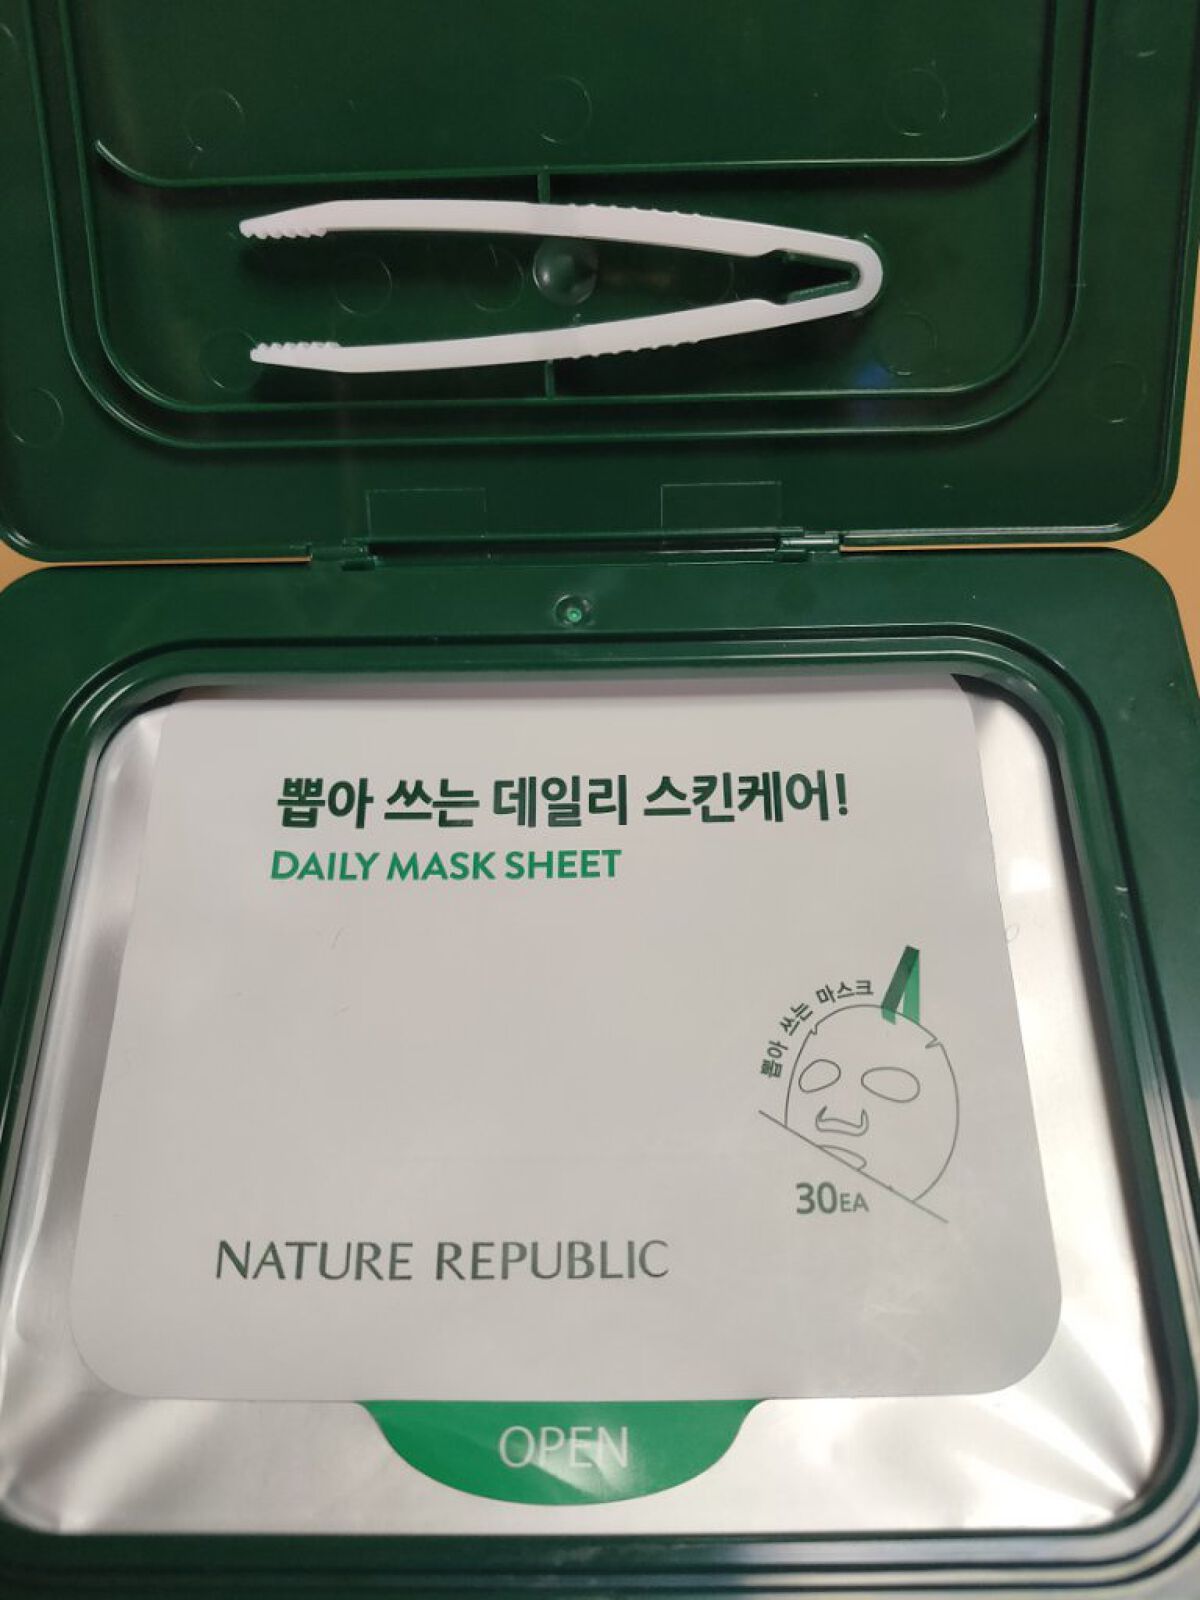 뽑아 쓰는 데일리 스킨케어!
DAILY MASK SHEET
뽑아 쓰는 마스크
30EA
NATURE REPUBLIC
OPEN